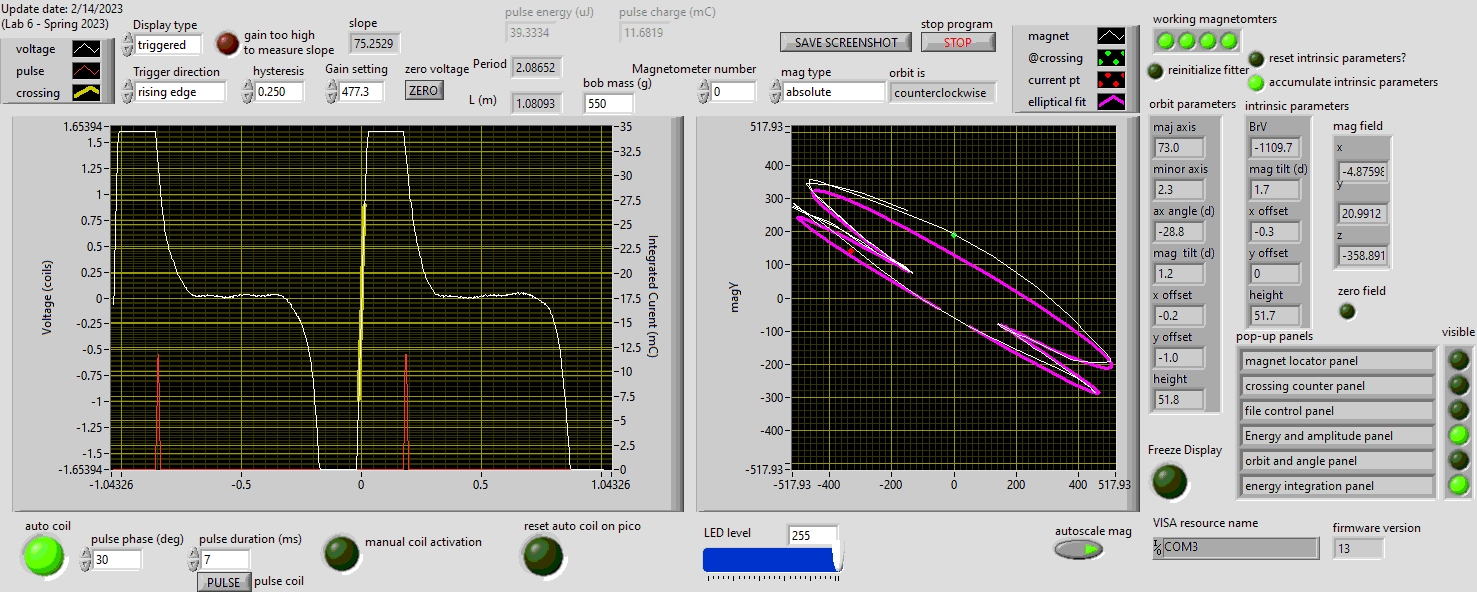 Update date: 2/14/2023
(Lab 6 - Spring 2023)
voltage
pulse
crossing
Display type
triggered
gain too high
to measure slope
slope
75.2529
Trigger direction
rising edge
hysteresis
0.250
Gain setting
477.3
zero voltage
ZERO
pulse energy (uJ)
39.3334
pulse charge (mC)
11.6819
Period
2.08652
L (m)
1.08093
bob mass (g)
550
Magnetometer number
0
mag type
absolute
orbit is
counterclockwise
SAVE SCREENSHOT
stop program
STOP
magnet
@crossing
current pt
elliptical fit
working magnetomters
reinitialize fitter
reset intrinsic parameters?
accumulate intrinsic parameters
Voltage (coils)
1.65394
1.5
1.25
1
0.75
0.5
0.25
0
-0.25
-0.5
-0.75
-1
-1.25
-1.5
-1.65394
-1.04326
-0.5
0
0.5
1.04326
35
32.5
30
27.5
25
22.5
20
17.5
15
12.5
10
7.5
5
2.5
0
Integrated Current (mC)
magY
517.93
400
300
200
100
0
-100
-200
-300
-400
-517.93
-517.93
-400
-200
0
200
400
517.93
orbit parameters
maj axis
73.0
minor axis
2.3
ax angle (d)
-28.8
mag tilt (d)
1.2
x offset
-0.2
y offset
-1.0
height
51.8
intrinsic parameters
BrV
-1109.7
mag tilt (d)
1.7
x offset
-0.3
y offset
0
height
51.7
mag field
x
-4.87598
y
20.9912
z
-358.891
zero field
pop-up panels
visible
magnet locator panel
crossing counter panel
file control panel
Energy and amplitude panel
orbit and angle panel
energy integration panel
Freeze Display
auto coil
pulse phase (deg)
30
pulse duration (ms)
7
PULSE
pulse coil
manual coil activation
reset auto coil on pico
LED level
255
autoscale mag
VISA resource name
COM3
firmware version
13